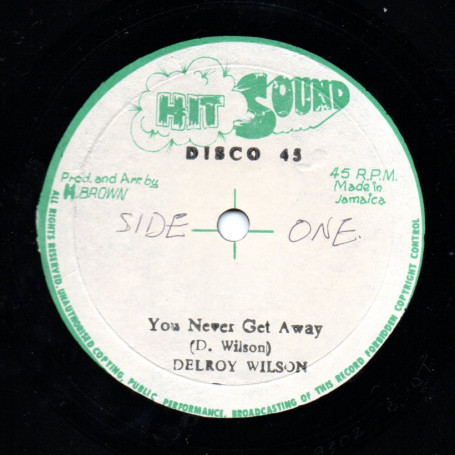 HIT SOUND
DISCO 45
Prod. and Arr. by
H. BROWN
45 R.P.M.
Made in
Jamaica
SIDE ONE.
You Never Get Away
(D. Wilson)
DELROY WILSON
ALL RIGHTS RESERVED. UNAUTHORISED COPYING, PUBLIC PERFORMANCE, BROADCASTING OF THIS RECORD FORBIDDEN COPYRIGHT CONTROL